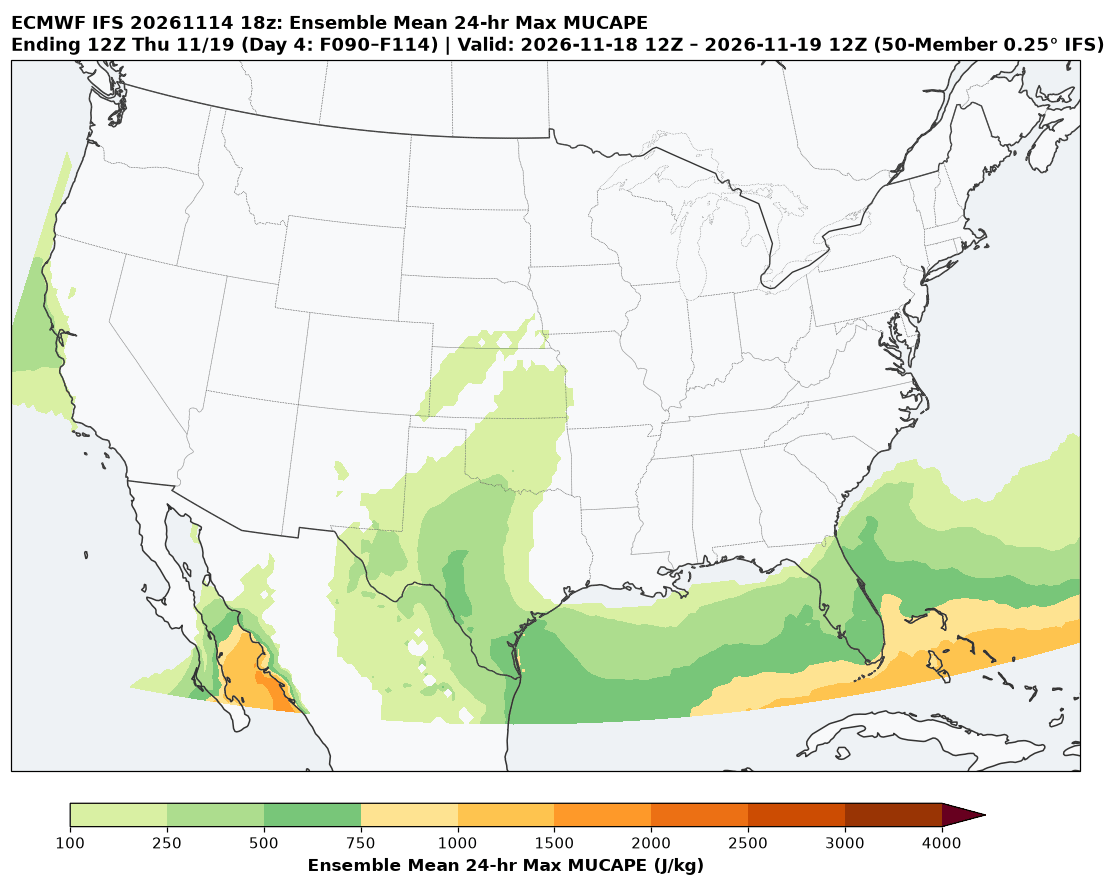 ECMWF IFS 20261114 18z: Ensemble Mean 24-hr Max MUCAPE
Ending 12Z Thu 11/19 (Day 4: F090–F114) | Valid: 2026-11-18 12Z – 2026-11-19 12Z (50-Member 0.25° IFS)
100 250 500 750 1000 1500 2000 2500 3000 4000
Ensemble Mean 24-hr Max MUCAPE (J/kg)